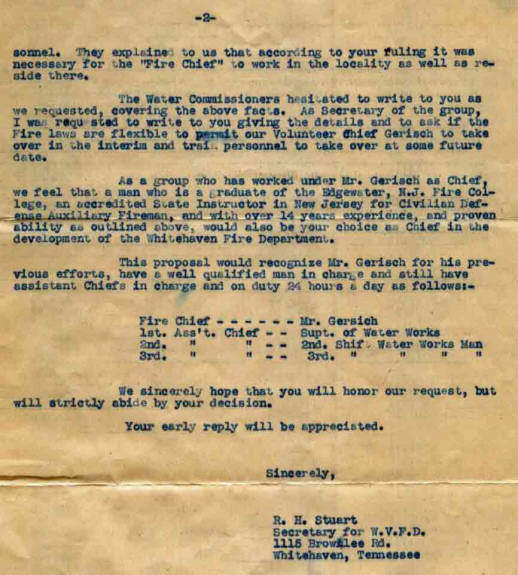 -2-
sonnel. They explained to us that according to your fuling it was
necessary for the "Fire Chief" to work in the locality as well as re-
side there.
The Water Commissioners hesitated to write to you as
we requested, covering the above facts. As Secretary of the group,
I was requested to write to you giving the details and to ask if the
Fire laws are flexible to permit our Volunteer Chief Gerisch to take
over in the interim and train personnel to take over at some future
date.
As a group who has worked under Mr. Gerisch as Chief,
we feel that a man who is a graduate of the Edgewater, N.J. Fire Col-
lege, an accredited State Instructor in New Jersey for Civilian Def-
ense Auxiliary Fireman, and with over 14 years experience, and proven
ability as outlined above, would also be your choice as Chief in the
development of the Whitehaven Fire Department.
This proposal would recognize Mr. Gerisch for his pre-
vious efforts, have a well qualified man in charge and still have
assistant Chiefs in charge and on duty 24 hours a day as follows:-
Fire Chief - - - - - - Mr. Gersich
1st. Ass't. Chief - - Supt. of Water Works
2nd. " " - - 2nd. Shift Water Works Man
3rd. " " - - 3rd. " " " "
We sincerely hope that you will honor our request, but
will strictly abide by your decision.
Your early reply will be appreciated.
Sincerely,
R. H. Stuart
Secretary for W.V.F.D.
1115 Brownlee Rd.
Whitehaven, Tennessee